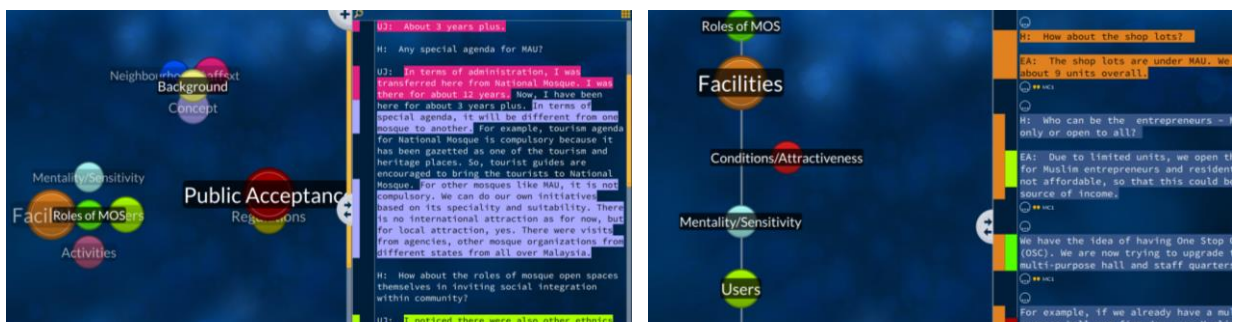 Neighbourhood
Background
Concept
Mentality/Sensitivity
Roles of MOS
Activities
Public Acceptance
Regulations
UJ: About 3 years plus.
H: Any special agenda for MAU?
UJ: In terms of administration, I was
transferred here from National Mosque. I was
there for about 12 years. Now, I have been
here for about 3 years plus. In terms of
special agenda, it will be different from one
mosque to another. For example, tourism agenda
for National Mosque is compulsory because it
has been gazetted as one of the tourism and
heritage places. So, tourist guides are
encouraged to bring the tourists to National
Mosque. For other mosques like MAU, it is not
compulsory. We can do our own initiatives
based on its speciality and suitability. There
is no international attraction as for now, but
for local attraction, yes. There were visits
from agencies, other mosque organizations from
different states from all over Malaysia.
H: How about the roles of mosque open spaces
themselves in inviting social integration
within community?
UJ: I noticed there were also other ethnics
Roles of MOS
Facilities
Conditions/Attractiveness
Mentality/Sensitivity
Users
H: How about the shop lots?
EA: The shop lots are under MAU. We
about 9 units overall.
MC1
H: Who can be the entrepreneurs –
only or open to all?
EA: Due to limited units, we open
for Muslim entrepreneurs and
not affordable, so that this could be
source of income.
MC1
We have the idea of having One Stop
(OSC). We are now trying to upgrade
multi-purpose hall and staff quarters
MC1
For example, if we already have a